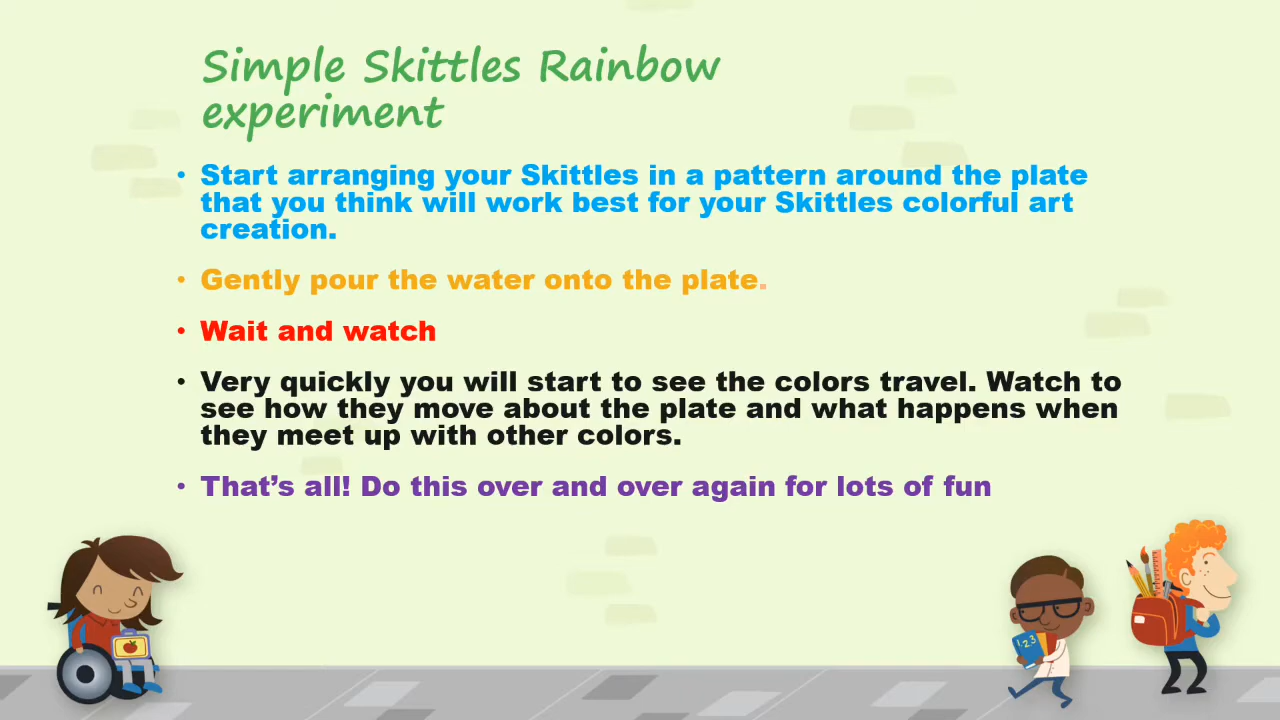 Simple Skittles Rainbow
experiment
• Start arranging your Skittles in a pattern around the plate
that you think will work best for your Skittles colorful art
creation.
• Gently pour the water onto the plate.
• Wait and watch
• Very quickly you will start to see the colors travel. Watch to
see how they move about the plate and what happens when
they meet up with other colors.
• That’s all! Do this over and over again for lots of fun
123